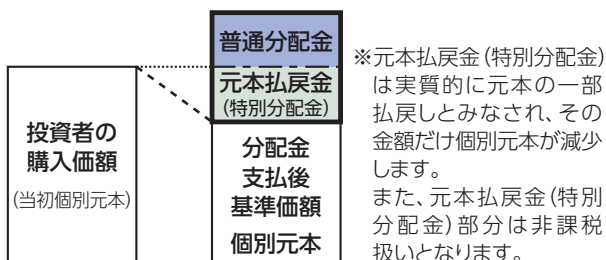 普通分配金
元本払戻金
(特別分配金)
投資者の
購入価額
(当初個別元本)
分配金
支払後
基準価額
個別元本
※元本払戻金(特別分配金)
は実質的に元本の一部
払戻しとみなされ、その
金額だけ個別元本が減少
します。
また、元本払戻金(特別
分配金)部分は非課税
扱いとなります。